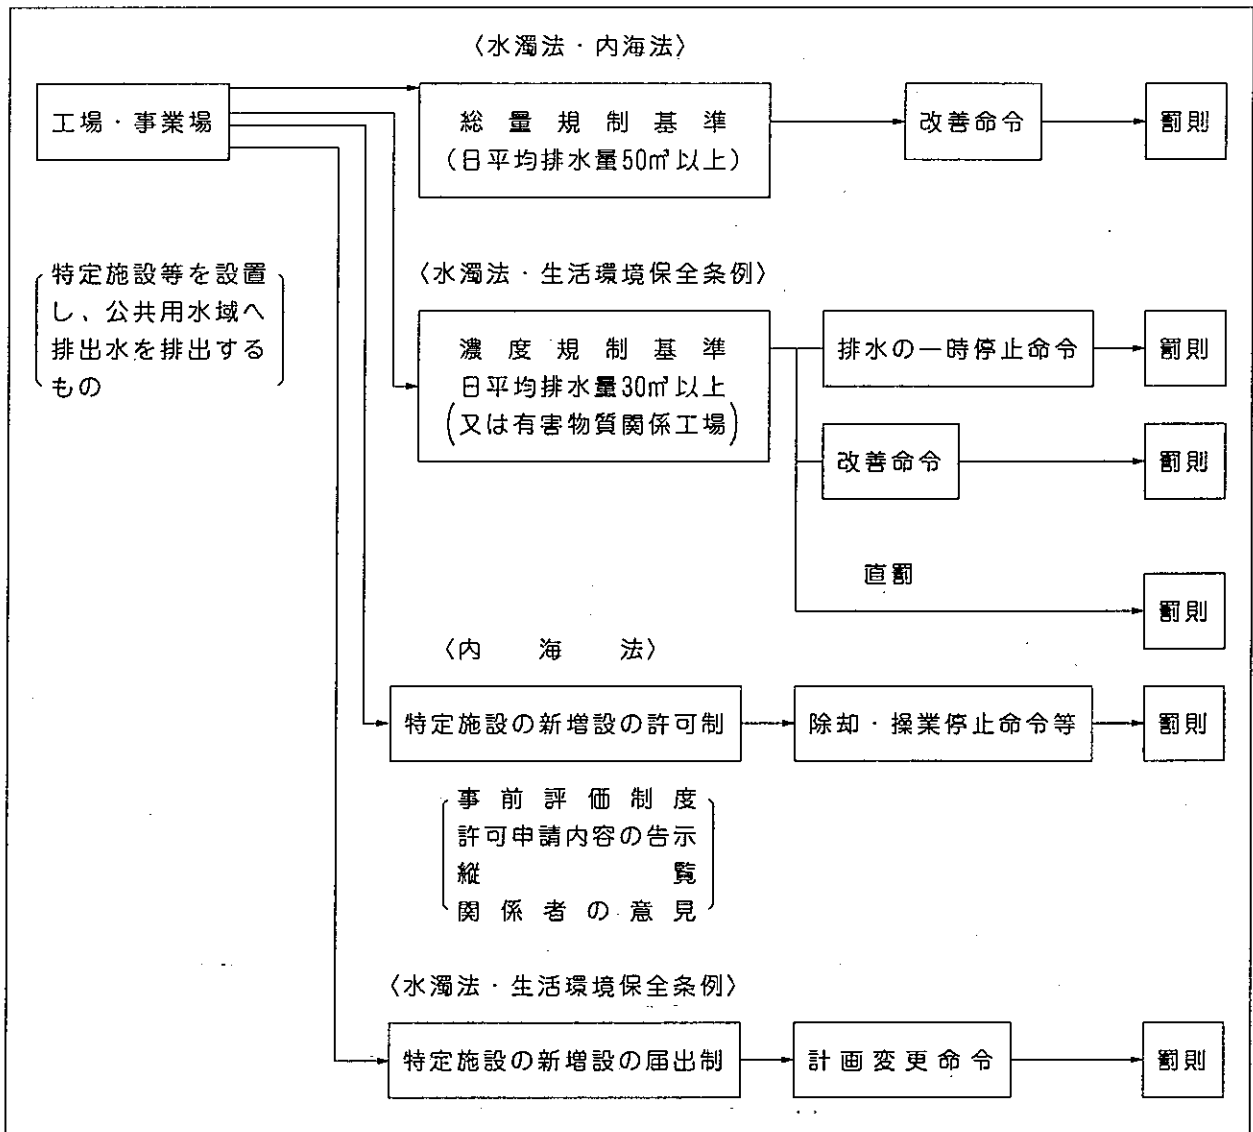 〈水濁法・内海法〉
工場・事業場
総量規制基準
(日平均排水量50㎥以上)
改善命令
罰則
特定施設等を設置
し、公共用水域へ
排出水を排出する
もの
〈水濁法・生活環境保全条例〉
濃度規制基準
日平均排水量30㎥以上
(又は有害物質関係工場)
排水の一時停止命令
罰則
改善命令
罰則
直罰
罰則
〈内海法〉
特定施設の新増設の許可制
除却・操業停止命令等
罰則
事前評価制度
許可申請内容の告示
縦覧
関係者の意見
〈水濁法・生活環境保全条例〉
特定施設の新増設の届出制
計画変更命令
罰則